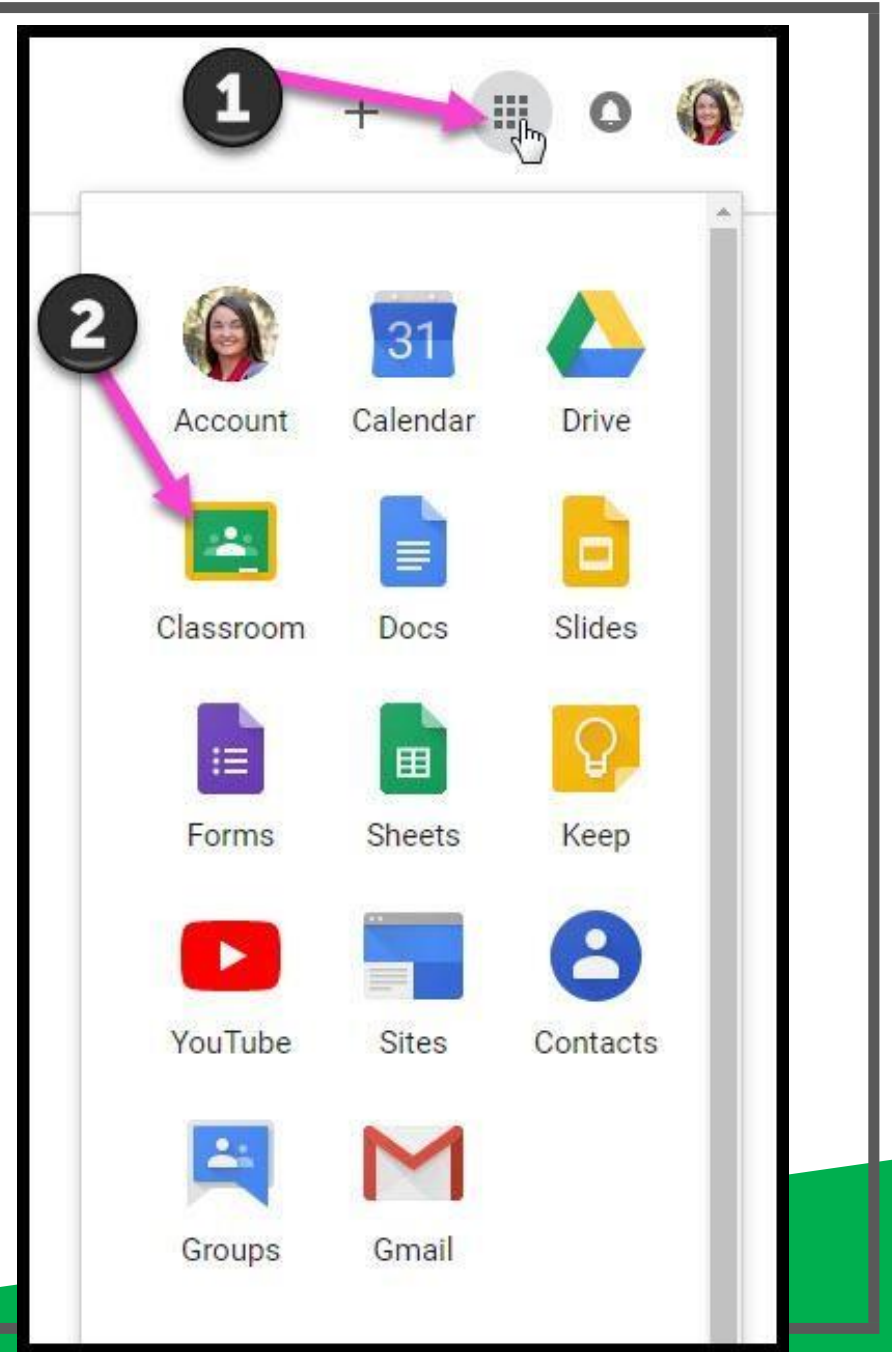 1
2
31
Account Calendar Drive
Classroom Docs Slides
Forms Sheets Keep
YouTube Sites Contacts
Groups Gmail